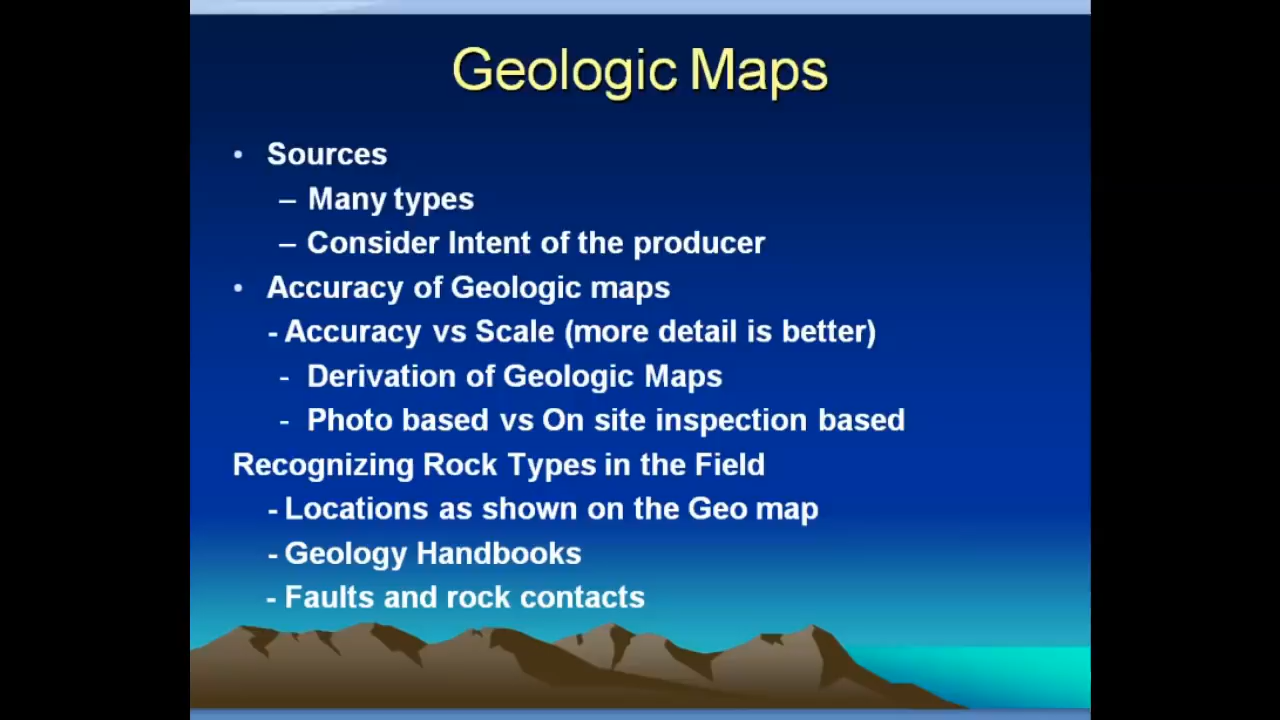 Geologic Maps
• Sources
– Many types
– Consider Intent of the producer
• Accuracy of Geologic maps
- Accuracy vs Scale (more detail is better)
- Derivation of Geologic Maps
- Photo based vs On site inspection based
Recognizing Rock Types in the Field
- Locations as shown on the Geo map
- Geology Handbooks
- Faults and rock contacts